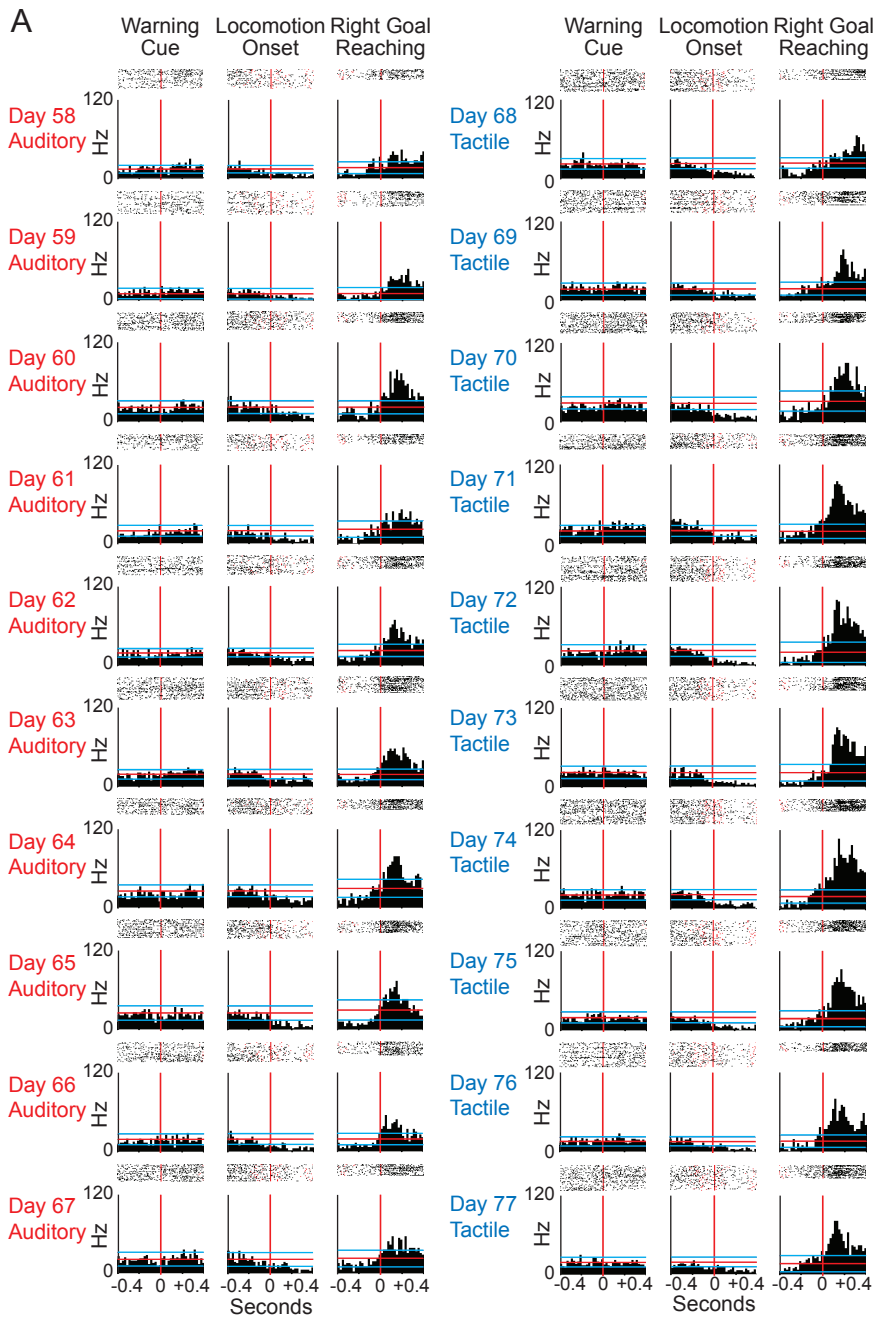 A
Warning Cue
Locomotion Onset
Right Goal Reaching
Warning Cue
Locomotion Onset
Right Goal Reaching
Day 58
Auditory
120
Hz
0
Day 59
Auditory
120
Hz
0
Day 60
Auditory
120
Hz
0
Day 61
Auditory
120
Hz
0
Day 62
Auditory
120
Hz
0
Day 63
Auditory
120
Hz
0
Day 64
Auditory
120
Hz
0
Day 65
Auditory
120
Hz
0
Day 66
Auditory
120
Hz
0
Day 67
Auditory
120
Hz
0
-0.4 0 +0.4
-0.4 0 +0.4
-0.4 0 +0.4
Seconds
Day 68
Tactile
120
Hz
0
Day 69
Tactile
120
Hz
0
Day 70
Tactile
120
Hz
0
Day 71
Tactile
120
Hz
0
Day 72
Tactile
120
Hz
0
Day 73
Tactile
120
Hz
0
Day 74
Tactile
120
Hz
0
Day 75
Tactile
120
Hz
0
Day 76
Tactile
120
Hz
0
Day 77
Tactile
120
Hz
0
-0.4 0 +0.4
-0.4 0 +0.4
-0.4 0 +0.4
Seconds